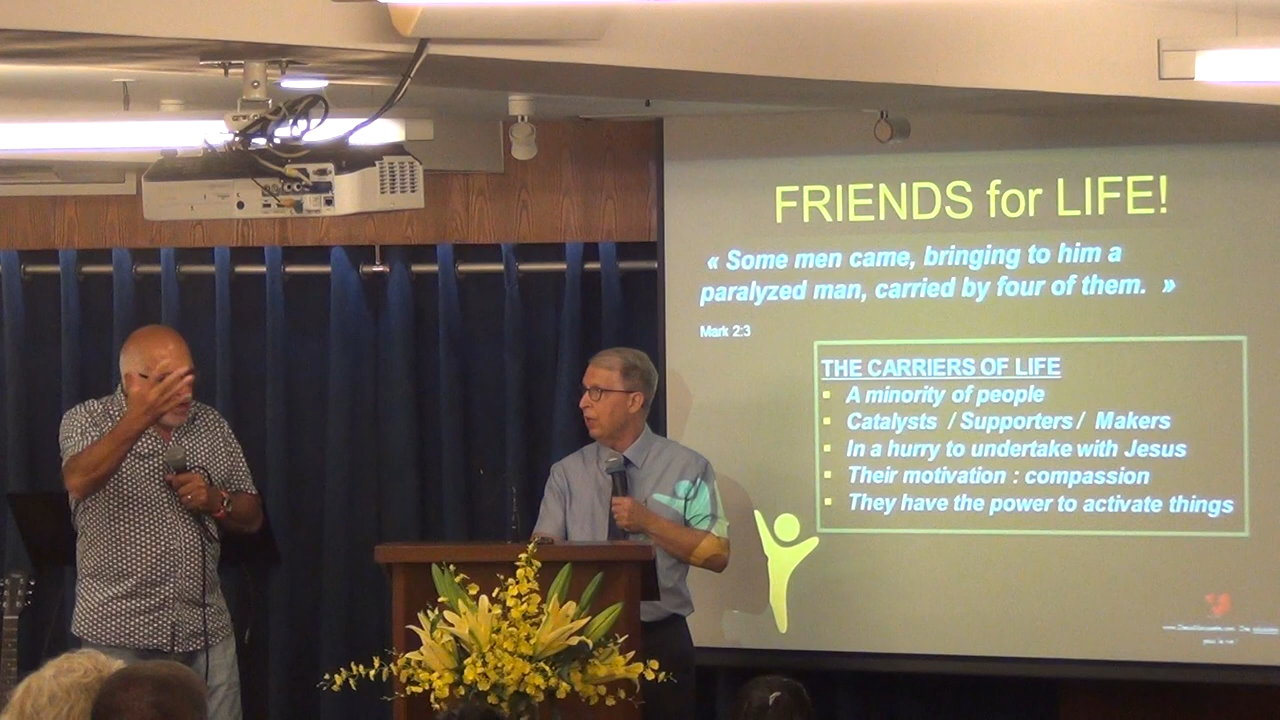 FRIENDS for LIFE!
« Some men came, bringing to him a
paralyzed man, carried by four of them. »
Mark 2:3
THE CARRIERS OF LIFE
▪ A minority of people
▪ Catalysts / Supporters / Makers
▪ In a hurry to undertake with Jesus
▪ Their motivation : compassion
▪ They have the power to activate things